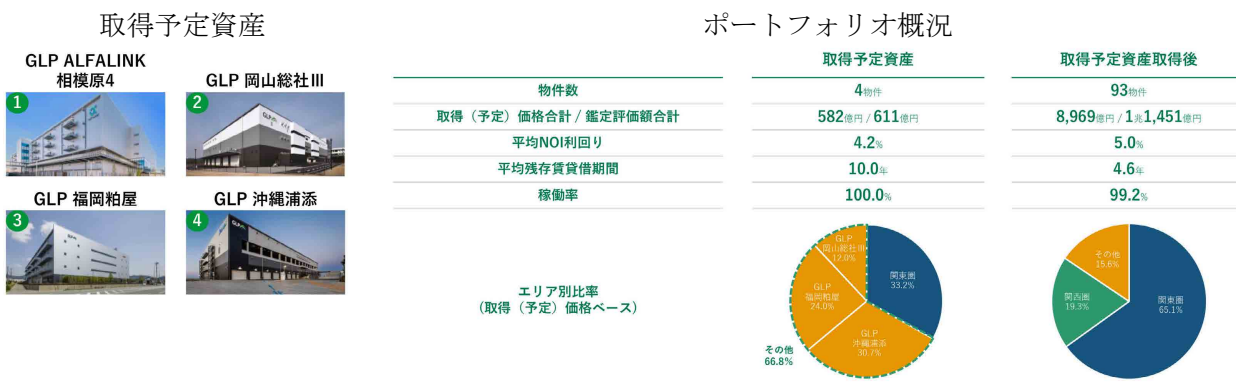 取得予定資産
GLP ALFALINK
相模原4
1
GLP 岡山総社Ⅲ
2
GLP 福岡粕屋
3
GLP 沖縄浦添
4
ポートフォリオ概況
取得予定資産 取得予定資産取得後
物件数 4物件 93物件
取得（予定）価格合計 / 鑑定評価額合計 582億円 / 611億円 8,969億円 / 1兆1,451億円
平均NOI利回り 4.2% 5.0%
平均残存賃貸借期間 10.0年 4.6年
稼働率 100.0% 99.2%
エリア別比率
（取得（予定）価格ベース）
GLP
岡山総社Ⅲ
12.0%
関東圏
33.2%
GLP
福岡粕屋
24.0%
GLP
沖縄浦添
30.7%
その他
66.8%
その他
15.6%
関西圏
19.3%
関東圏
65.1%